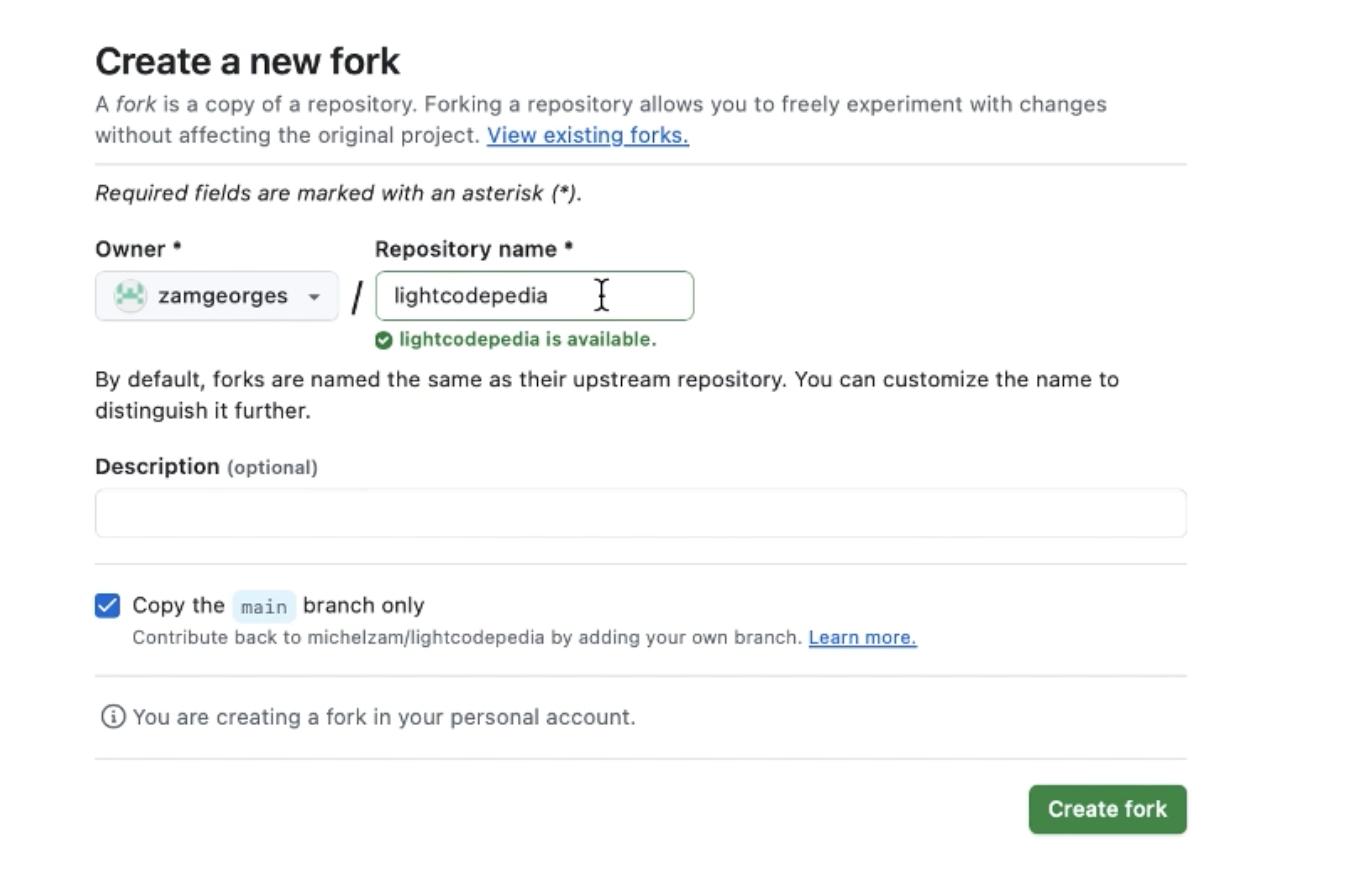 Create a new fork
A fork is a copy of a repository. Forking a repository allows you to freely experiment with changes
without affecting the original project. View existing forks.
Required fields are marked with an asterisk (*).
Owner *
Repository name *
zamgeorges / lightcodepedia
lightcodepedia is available.
By default, forks are named the same as their upstream repository. You can customize the name to
distinguish it further.
Description (optional)
Copy the main branch only
Contribute back to michelzam/lightcodepedia by adding your own branch. Learn more.
You are creating a fork in your personal account.
Create fork